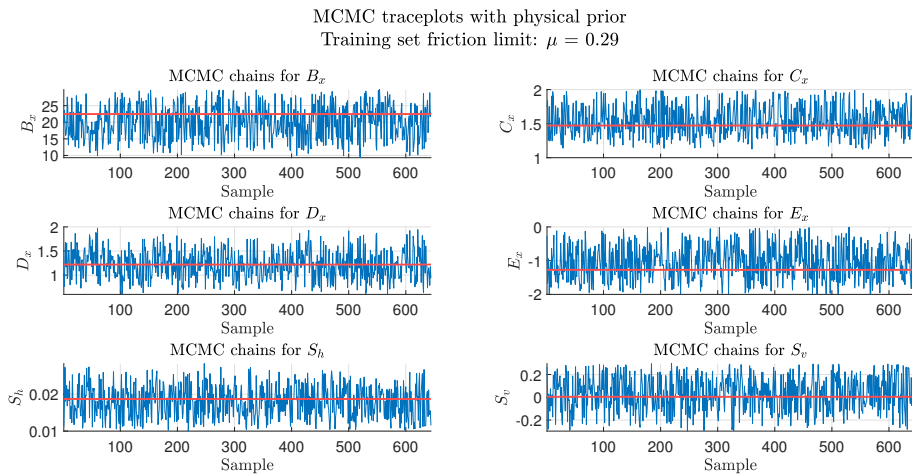 MCMC traceplots with physical prior
Training set friction limit: μ = 0.29
MCMC chains for Bₓ
Bₓ
25
20
15
10
100 200 300 400 500 600
Sample
MCMC chains for Cₓ
Cₓ
2
1.5
1
100 200 300 400 500 600
Sample
MCMC chains for Dₓ
Dₓ
2
1.5
1
100 200 300 400 500 600
Sample
MCMC chains for Eₓ
Eₓ
0
-1
-2
100 200 300 400 500 600
Sample
MCMC chains for Sₕ
Sₕ
0.02
0.01
100 200 300 400 500 600
Sample
MCMC chains for Sᵥ
Sᵥ
0.2
0
-0.2
100 200 300 400 500 600
Sample